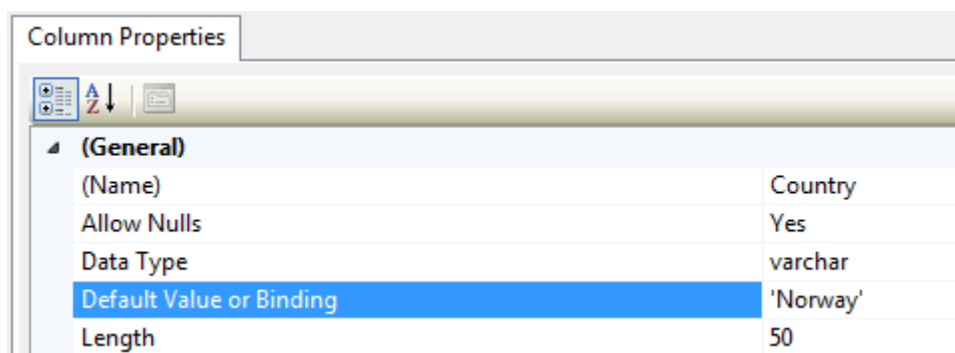 Column Properties
A Z
(General)
(Name) Country
Allow Nulls Yes
Data Type varchar
Default Value or Binding 'Norway'
Length 50